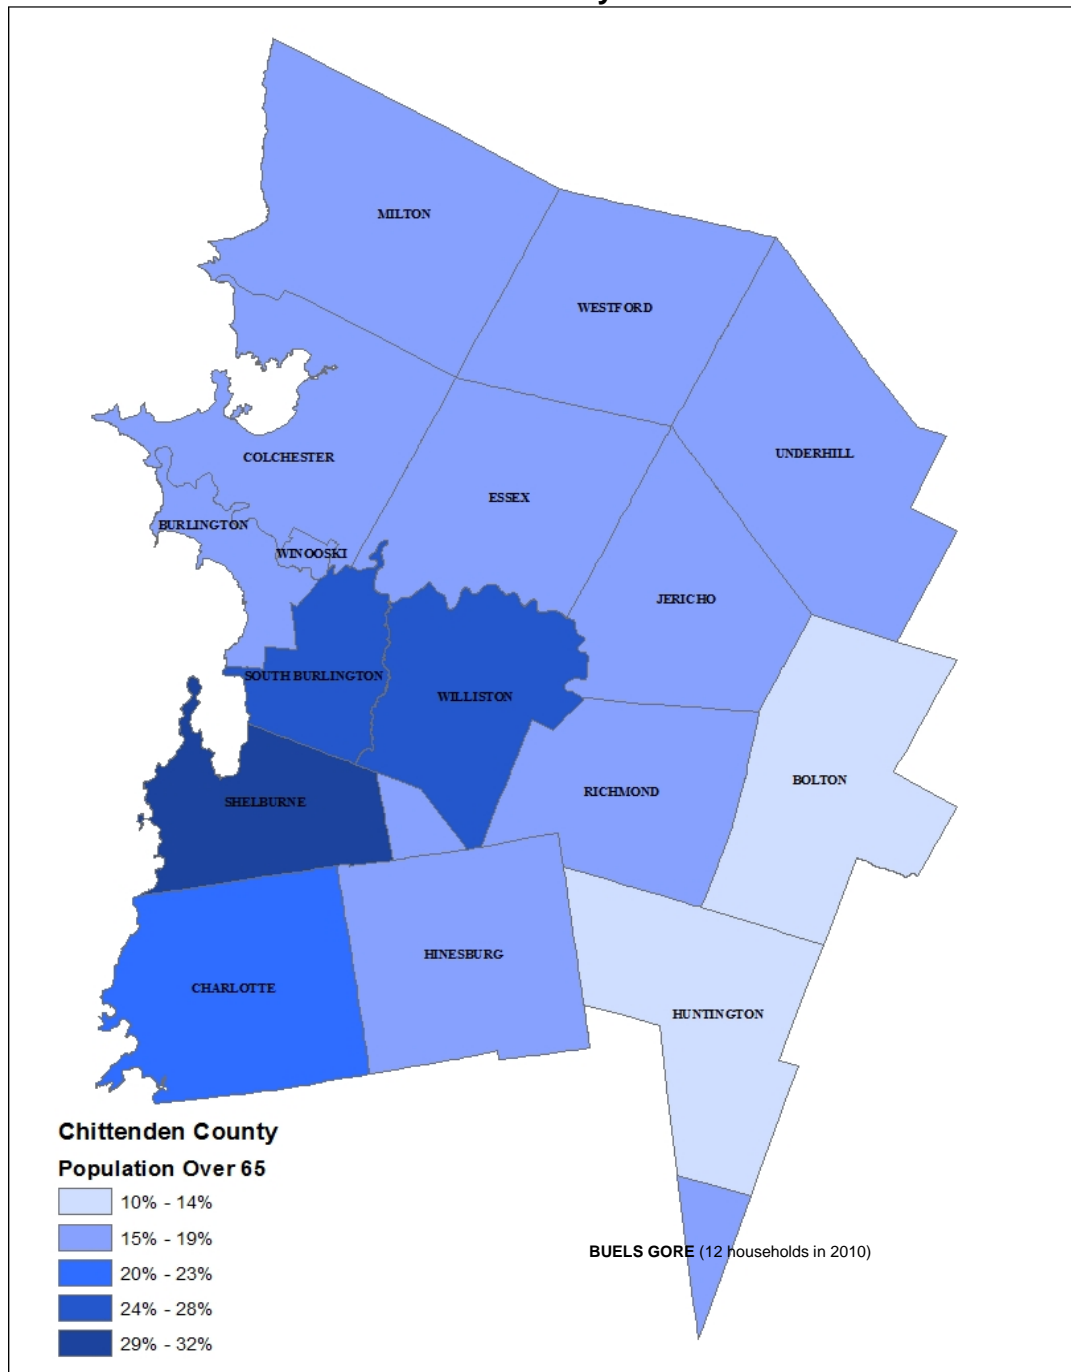 MILTON
WESTFORD
UNDERHILL
COLCHESTER
ESSEX
BURLINGTON
WINOOSKI
JERICHO
SOUTH BURLINGTON
WILLISTON
BOLTON
RICHMOND
SHELBURNE
HINESBURG
CHARLOTTE
HUNTINGTON
Chittenden County
Population Over 65
10% - 14%
15% - 19%
20% - 23%
24% - 28%
29% - 32%
BUELS GORE (12 households in 2010)